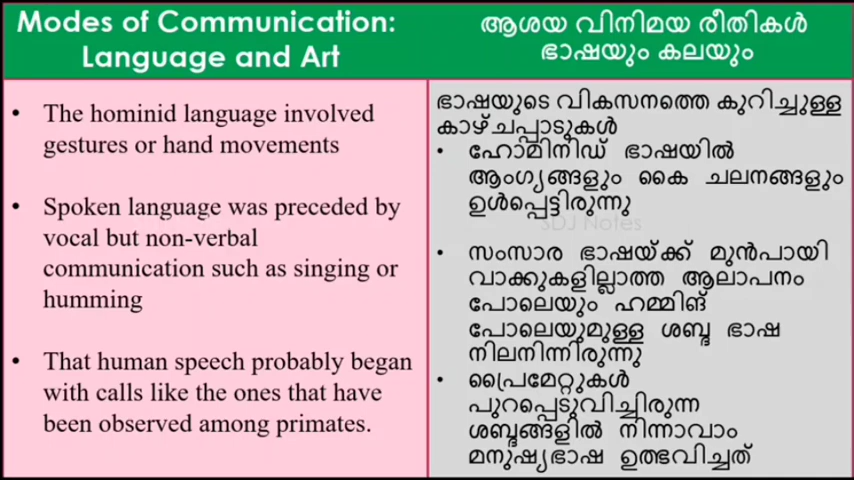 Modes of Communication:
Language and Art
ആശയ വിനിമയ രീതികൾ
ഭാഷയും കലയും
• The hominid language involved
gestures or hand movements
• Spoken language was preceded by
vocal but non-verbal
communication such as singing or
humming
• That human speech probably began
with calls like the ones that have
been observed among primates.
ഭാഷയുടെ വികസനത്തെ കുറിച്ചുള്ള
കാഴ്ചപ്പാടുകൾ
• ഹോമിനിഡ് ഭാഷയിൽ
ആംഗ്യങ്ങളും കൈ ചലനങ്ങളും
ഉൾപ്പെട്ടിരുന്നു
SDJ Notes
• സംസാര ഭാഷയ്ക്ക് മുൻപായി
വാക്കുകളില്ലാത്ത ആലാപനം
പോലെയും ഹമ്മിങ്
പോലെയുമുള്ള ശബ്ദ ഭാഷ
നിലനിന്നിരുന്നു
• പ്രൈമേറ്റുകൾ
പുറപ്പെടുവിച്ചിരുന്ന
ശബ്ദങ്ങളിൽ നിന്നാവാം
മനുഷ്യഭാഷ ഉത്ഭവിച്ചത്